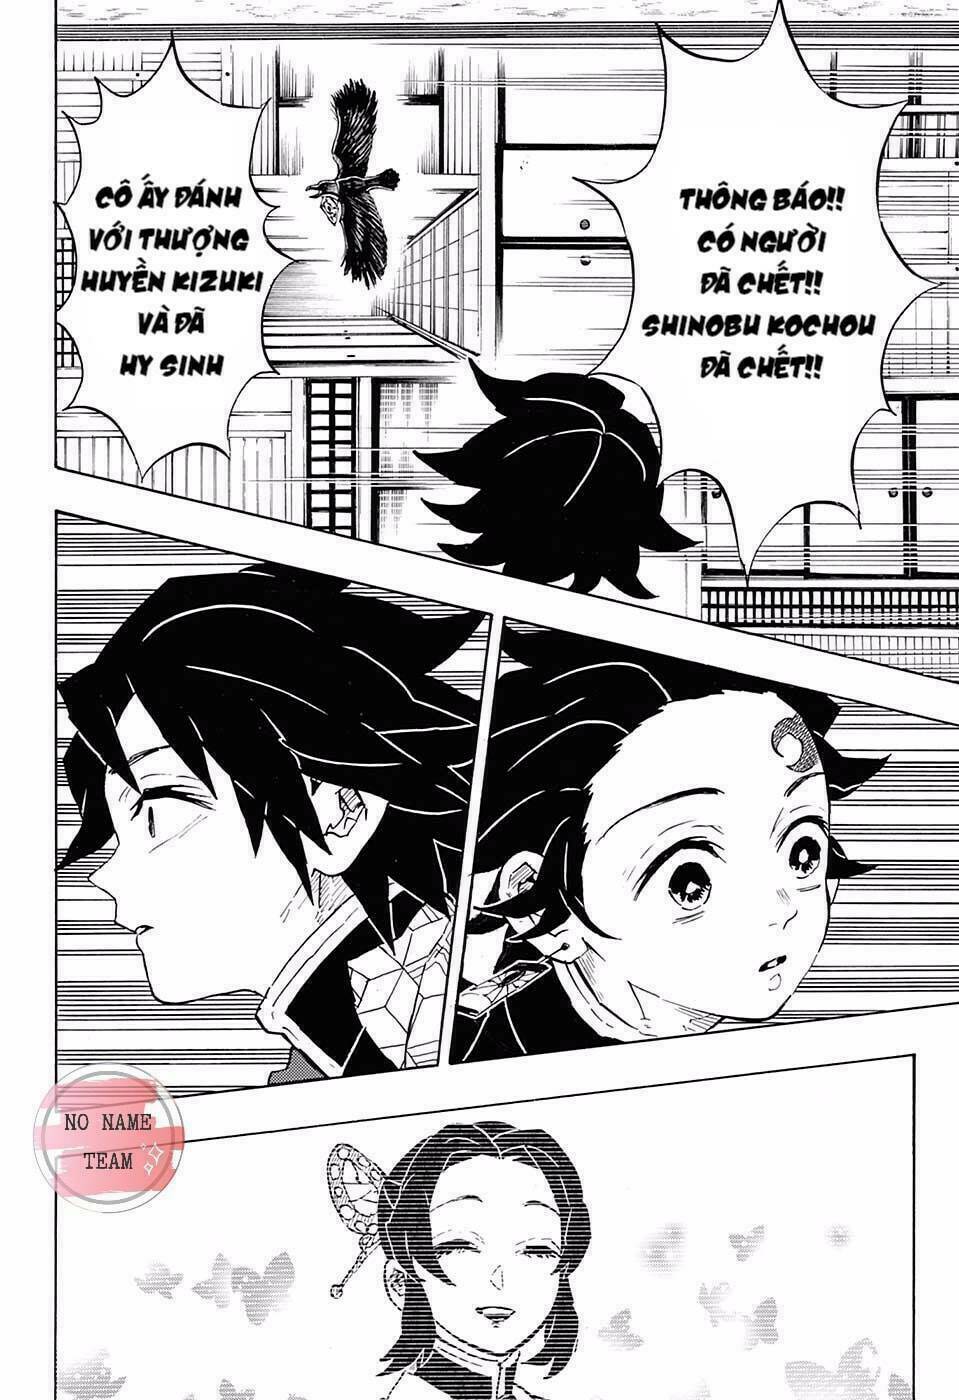 THÔNG BÁO!!
CÓ NGƯỜI
ĐÃ CHẾT!!
SHINOBU KOCHOU
ĐÃ CHẾT!!
CÔ ẤY ĐÁNH
VỚI THƯỢNG
HUYỀN KIZUKI
VÀ ĐÃ
HY SINH
NO NAME
TEAM